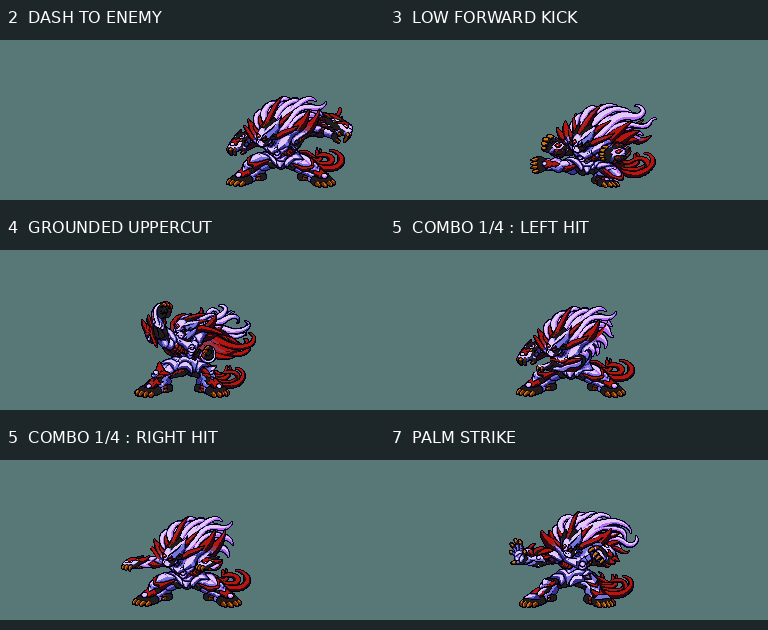 2 DASH TO ENEMY
3 LOW FORWARD KICK
4 GROUNDED UPPERCUT
5 COMBO 1/4 : LEFT HIT
5 COMBO 1/4 : RIGHT HIT
7 PALM STRIKE